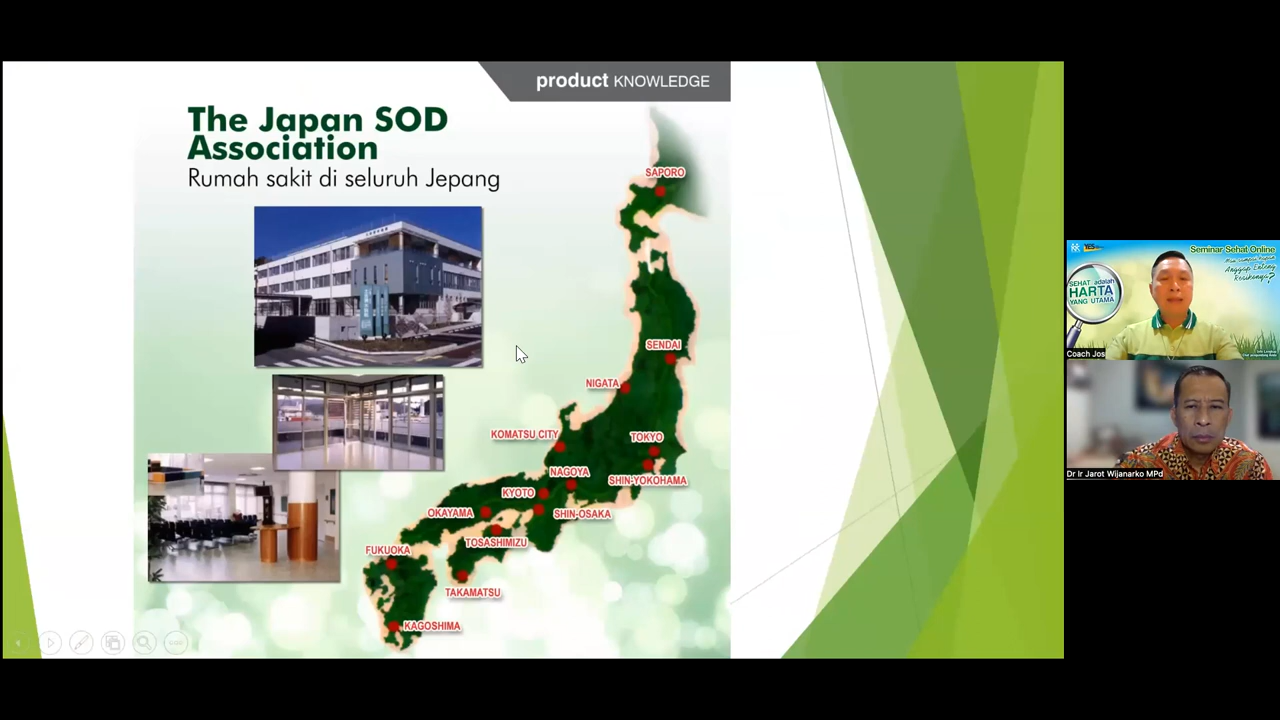 product KNOWLEDGE
The Japan SOD
Association
Rumah sakit di seluruh Jepang
SAPORO
SENDAI
NIGATA
KOMATSU CITY
TOKYO
NAGOYA
SHIN-YOKOHAMA
KYOTO
OKAYAMA
SHIN-OSAKA
TOSASHIMIZU
FUKUOKA
TAKAMATSU
KAGOSHIMA
YES
Seminar Sehat Online
SEHAT adalah
HARTA
YANG UTAMA
Coach Jos
Dr Ir Jarot Wijanarko MPd